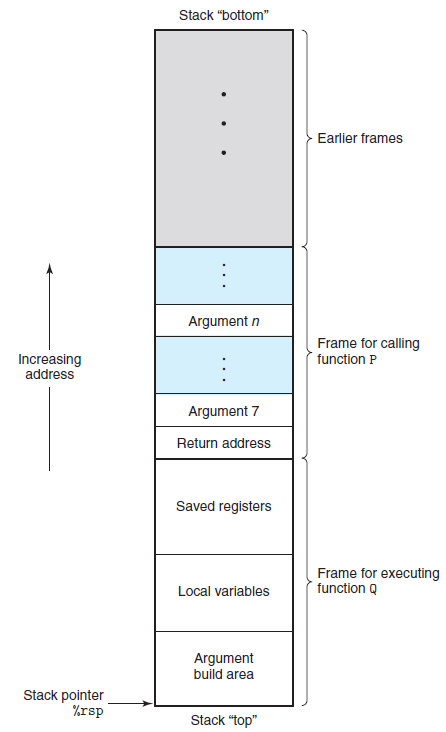 Stack “bottom”
Earlier frames
Argument n
Frame for calling
function P
Increasing
address
Argument 7
Return address
Saved registers
Frame for executing
function Q
Local variables
Argument
build area
Stack pointer
%rsp
Stack “top”